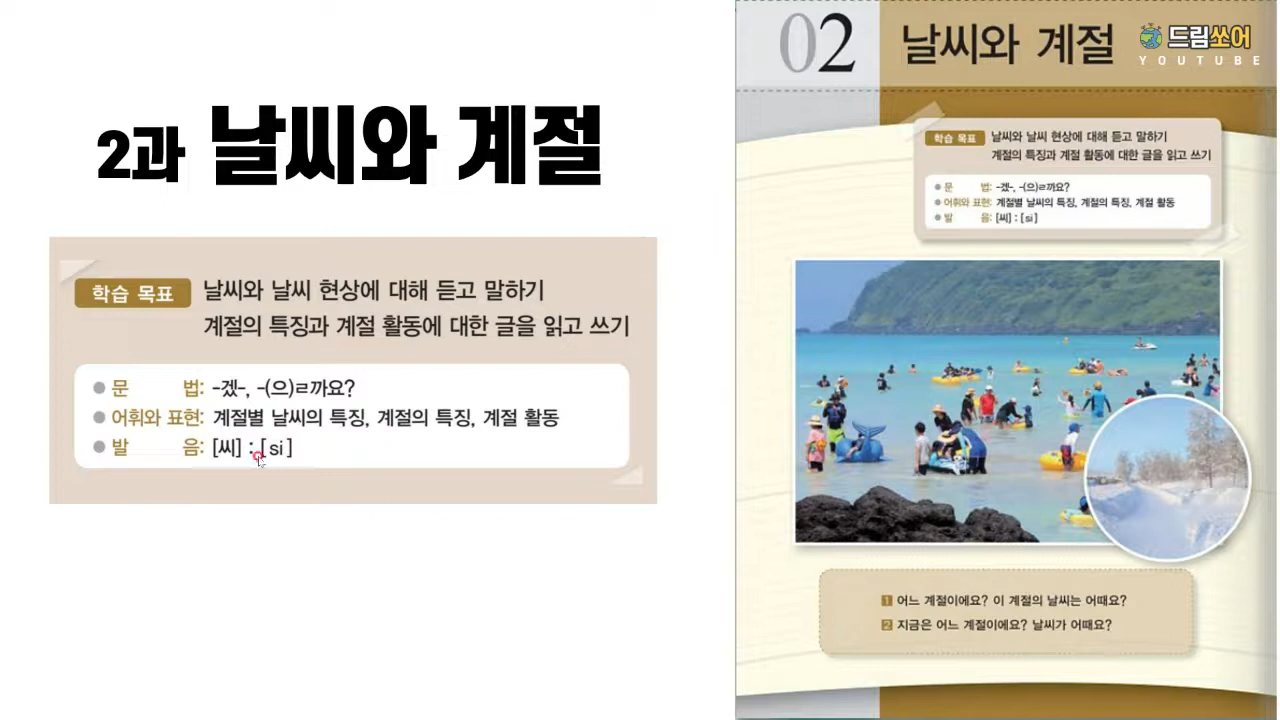 2과 날씨와 계절
학습 목표 날씨와 날씨 현상에 대해 듣고 말하기
계절의 특징과 계절 활동에 대한 글을 읽고 쓰기
문 법: -겠-, -(으)ㄹ까요?
어휘와 표현: 계절별 날씨의 특징, 계절의 특징, 계절 활동
발 음: [씨] : [si]
02 날씨와 계절
드림쏘어
YOUTUBE
학습 목표 날씨와 날씨 현상에 대해 듣고 말하기
계절의 특징과 계절 활동에 대한 글을 읽고 쓰기
문 법: -겠-, -(으)ㄹ까요?
어휘와 표현: 계절별 날씨의 특징, 계절의 특징, 계절 활동
발 음: [씨] : [si]
1 어느 계절이에요? 이 계절의 날씨는 어때요?
2 지금은 어느 계절이에요? 날씨가 어때요?